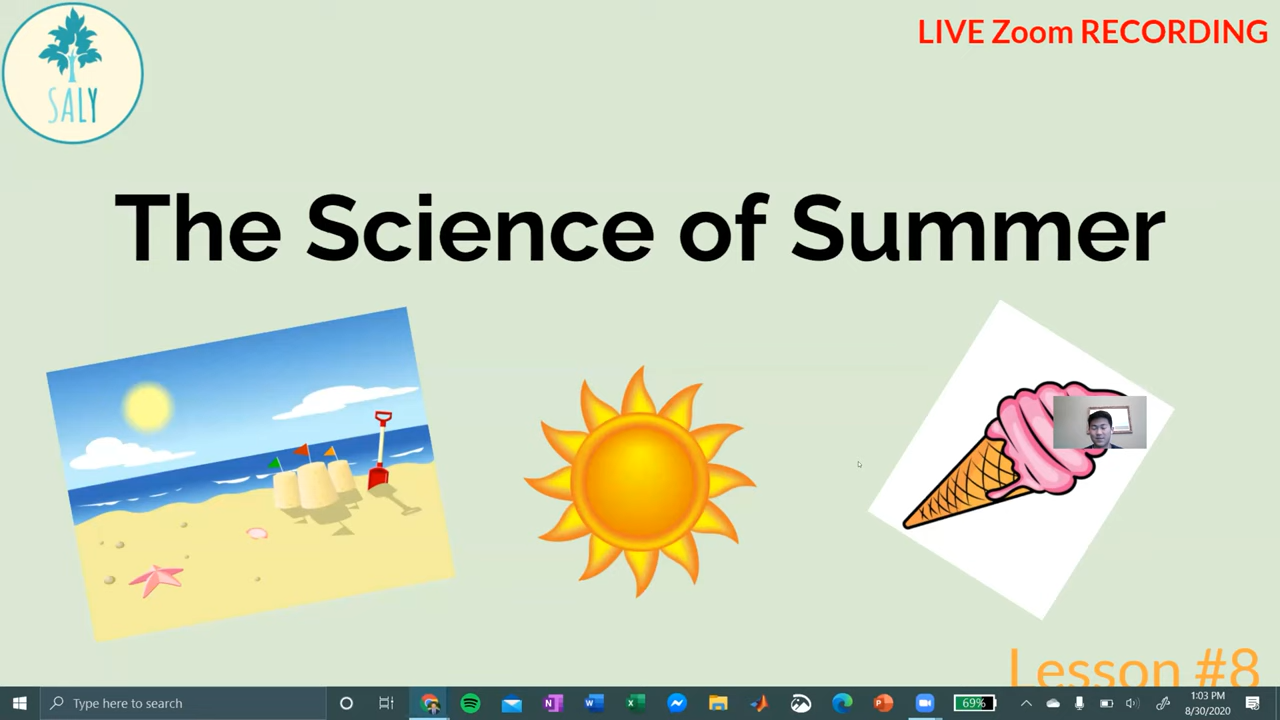 SALY
LIVE Zoom RECORDING
The Science of Summer
Lesson #8
Type here to search
69%
1:03 PM
8/30/2020